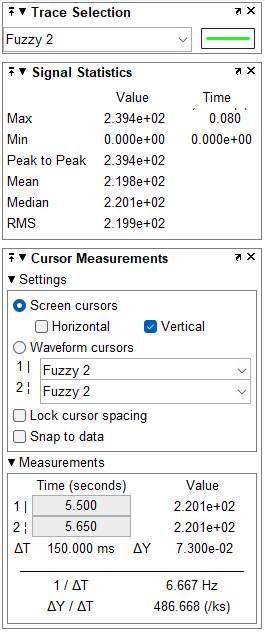 Trace Selection
Fuzzy 2
Signal Statistics
Value Time
Max 2.394e+02 0.080
Min 0.000e+00 0.000e+00
Peak to Peak 2.394e+02
Mean 2.198e+02
Median 2.201e+02
RMS 2.199e+02
Cursor Measurements
Settings
Screen cursors
Horizontal Vertical
Waveform cursors
1 | Fuzzy 2
2 ¦ Fuzzy 2
Lock cursor spacing
Snap to data
Measurements
Time (seconds) Value
1 | 5.500 2.201e+02
2 ¦ 5.650 2.201e+02
ΔT 150.000 ms ΔY 7.300e-02
1 / ΔT 6.667 Hz
ΔY / ΔT 486.668 (/ks)